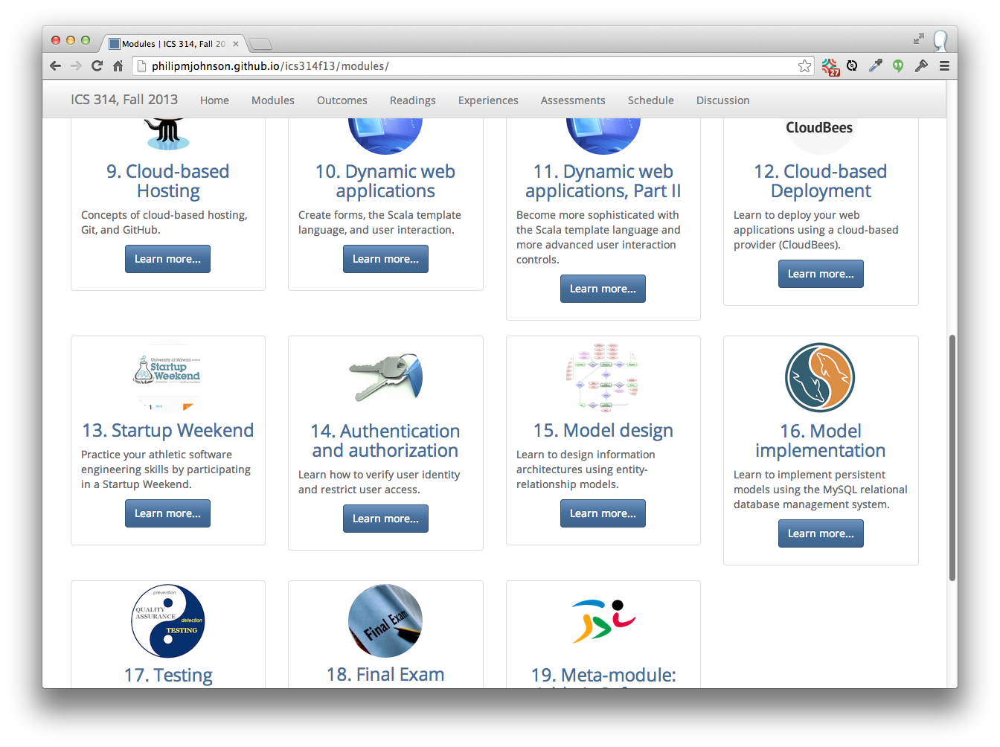 Modules | ICS 314, Fall 20
philipmjohnson.github.io/ics314f13/modules/
27
ICS 314, Fall 2013
Home
Modules
Outcomes
Readings
Experiences
Assessments
Schedule
Discussion
9. Cloud-based
Hosting
Concepts of cloud-based hosting,
Git, and GitHub.
Learn more...
10. Dynamic web
applications
Create forms, the Scala template
language, and user interaction.
Learn more...
11. Dynamic web
applications, Part II
Become more sophisticated with
the Scala template language and
more advanced user interaction
controls.
Learn more...
CloudBees
12. Cloud-based
Deployment
Learn to deploy your web
applications using a cloud-based
provider (CloudBees).
Learn more...
University of Hawaii
Startup
Weekend
1
13. Startup Weekend
Practice your athletic software
engineering skills by participating
in a Startup Weekend.
Learn more...
14. Authentication
and authorization
Learn how to verify user identity
and restrict user access.
Learn more...
15. Model design
Learn to design information
architectures using entity-
relationship models.
Learn more...
16. Model
implementation
Learn to implement persistent
models using the MySQL relational
database management system.
Learn more...
prevention
QUALITY
ASSURANCE
detection
TESTING
17. Testing
Final Exam
18. Final Exam
19. Meta-module: